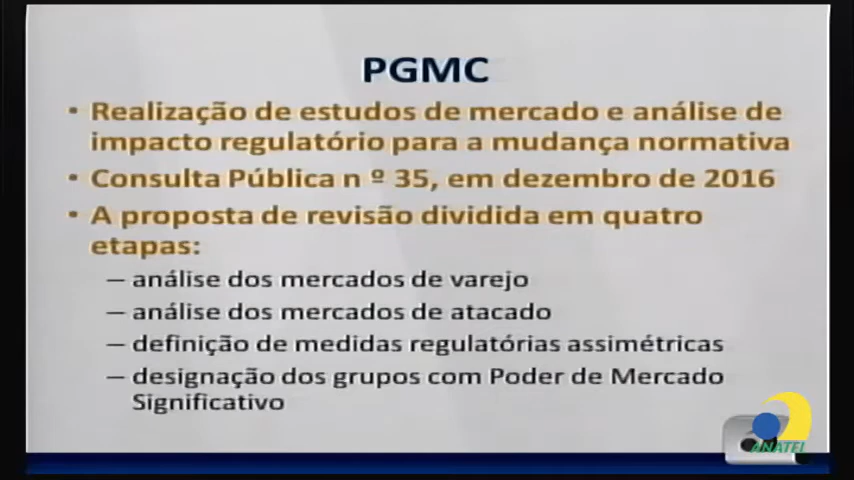 PGMC
• Realização de estudos de mercado e análise de
impacto regulatório para a mudança normativa
• Consulta Pública n º 35, em dezembro de 2016
• A proposta de revisão dividida em quatro
etapas:
– análise dos mercados de varejo
– análise dos mercados de atacado
– definição de medidas regulatórias assimétricas
– designação dos grupos com Poder de Mercado
Significativo
ANATEL